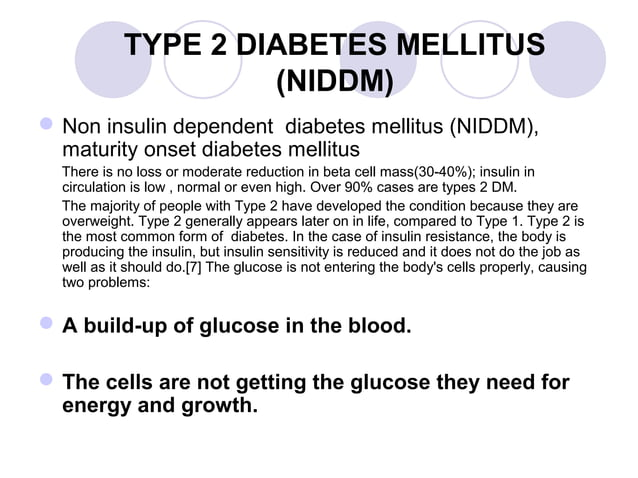 TYPE 2 DIABETES MELLITUS
(NIDDM)
Non insulin dependent  diabetes mellitus (NIDDM),
maturity onset diabetes mellitus
There is no loss or moderate reduction in beta cell mass(30-40%); insulin in
circulation is low , normal or even high. Over 90% cases are types 2 DM.
The majority of people with Type 2 have developed the condition because they are
overweight. Type 2 generally appears later on in life, compared to Type 1. Type 2 is
the most common form of  diabetes. In the case of insulin resistance, the body is
producing the insulin, but insulin sensitivity is reduced and it does not do the job as
well as it should do.[7] The glucose is not entering the body's cells properly, causing
two problems:
A build-up of glucose in the blood.
The cells are not getting the glucose they need for
energy and growth.